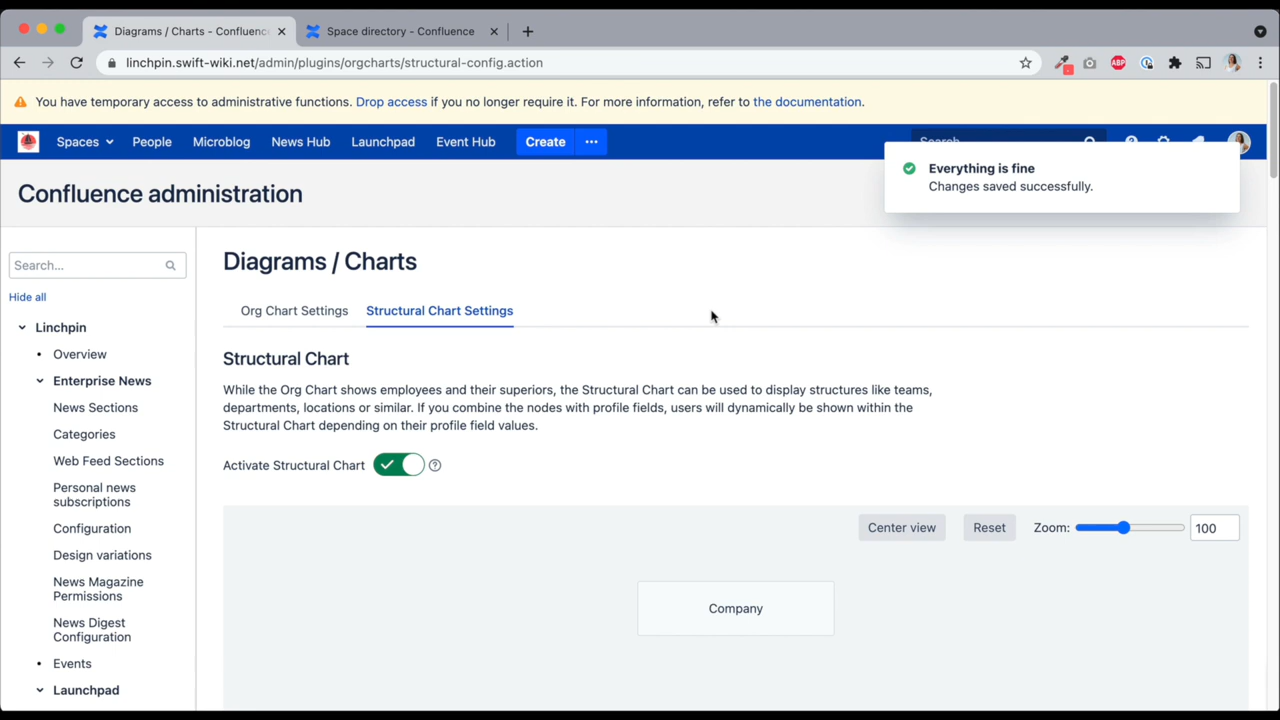 Diagrams / Charts - Confluence
Space directory - Confluence
linchpin.swift-wiki.net/admin/plugins/orgcharts/structural-config.action
ABP
You have temporary access to administrative functions. Drop access if you no longer require it. For more information, refer to the documentation.
Spaces
People
Microblog
News Hub
Launchpad
Event Hub
Create
Search
Everything is fine
Changes saved successfully.
Confluence administration
Search...
Hide all
Linchpin
• Overview
Enterprise News
News Sections
Categories
Web Feed Sections
Personal news
subscriptions
Configuration
Design variations
News Magazine
Permissions
News Digest
Configuration
• Events
Launchpad
Diagrams / Charts
Org Chart Settings
Structural Chart Settings
Structural Chart
While the Org Chart shows employees and their superiors, the Structural Chart can be used to display structures like teams,
departments, locations or similar. If you combine the nodes with profile fields, users will dynamically be shown within the
Structural Chart depending on their profile field values.
Activate Structural Chart
Center view
Reset
Zoom:
100
Company